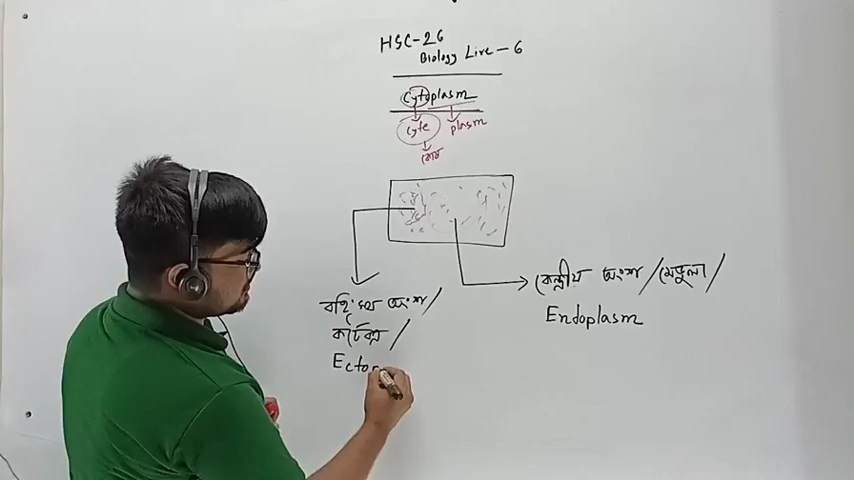 HSC-26
Biology Live - 6
Cytoplasm
cyte
plasm
কোষ
বহিঃস্থ অংশ/
কর্টেক্স /
Ecto
কেন্দ্রীয় অংশ/মেডুলা/
Endoplasm